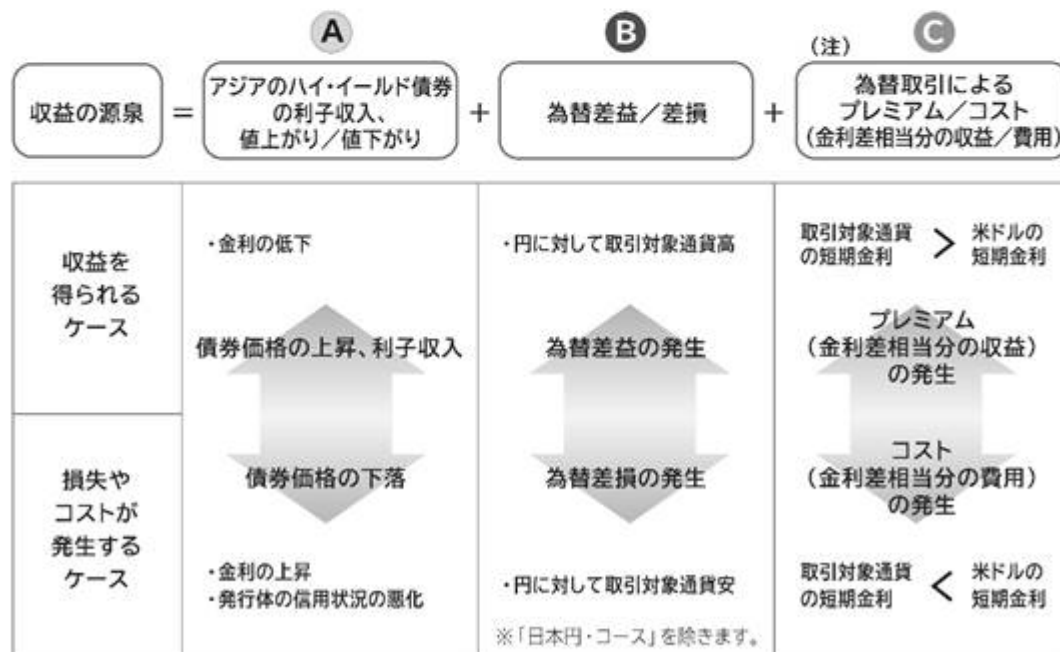 A
B
C
(注)
収益の源泉
=
アジアのハイ・イールド債券
の利子収入、
値上がり／値下がり
+
為替差益／差損
+
為替取引による
プレミアム／コスト
(金利差相当分の収益／費用)
収益を
得られる
ケース
・金利の低下
債券価格の上昇、利子収入
・円に対して取引対象通貨高
為替差益の発生
取引対象通貨
の短期金利
>
米ドルの
短期金利
プレミアム
(金利差相当分の収益)
の発生
損失や
コストが
発生する
ケース
債券価格の下落
・金利の上昇
・発行体の信用状況の悪化
為替差損の発生
・円に対して取引対象通貨安
※「日本円・コース」を除きます。
コスト
(金利差相当分の費用)
の発生
取引対象通貨
の短期金利
<
米ドルの
短期金利